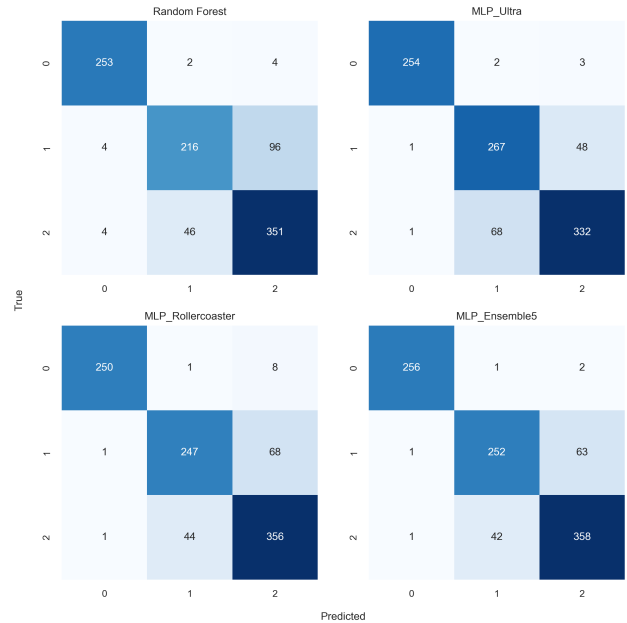 Random Forest MLP_Ultra
0 253 2 4 0 254 2 3
1 4 216 96 1 1 267 48
2 4 46 351 2 1 68 332
0 1 2 0 1 2
True
MLP_Rollercoaster MLP_Ensemble5
0 250 1 8 0 256 1 2
1 1 247 68 1 1 252 63
2 1 44 356 2 1 42 358
0 1 2 0 1 2
Predicted